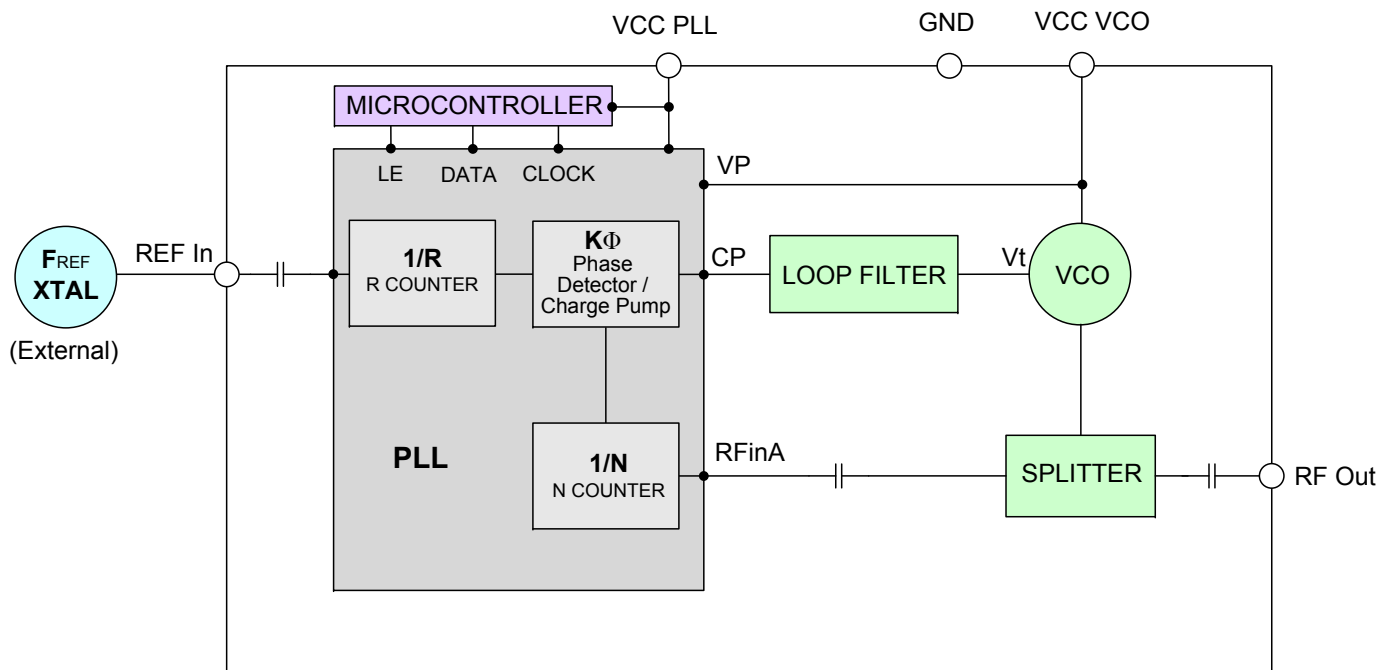 VCC PLL
GND
VCC VCO
MICROCONTROLLER
LE
DATA
CLOCK
VP
FREF
XTAL
(External)
REF In
1/R
R COUNTER
KΦ
Phase
Detector /
Charge Pump
CP
LOOP FILTER
Vt
VCO
PLL
1/N
N COUNTER
RFinA
SPLITTER
RF Out